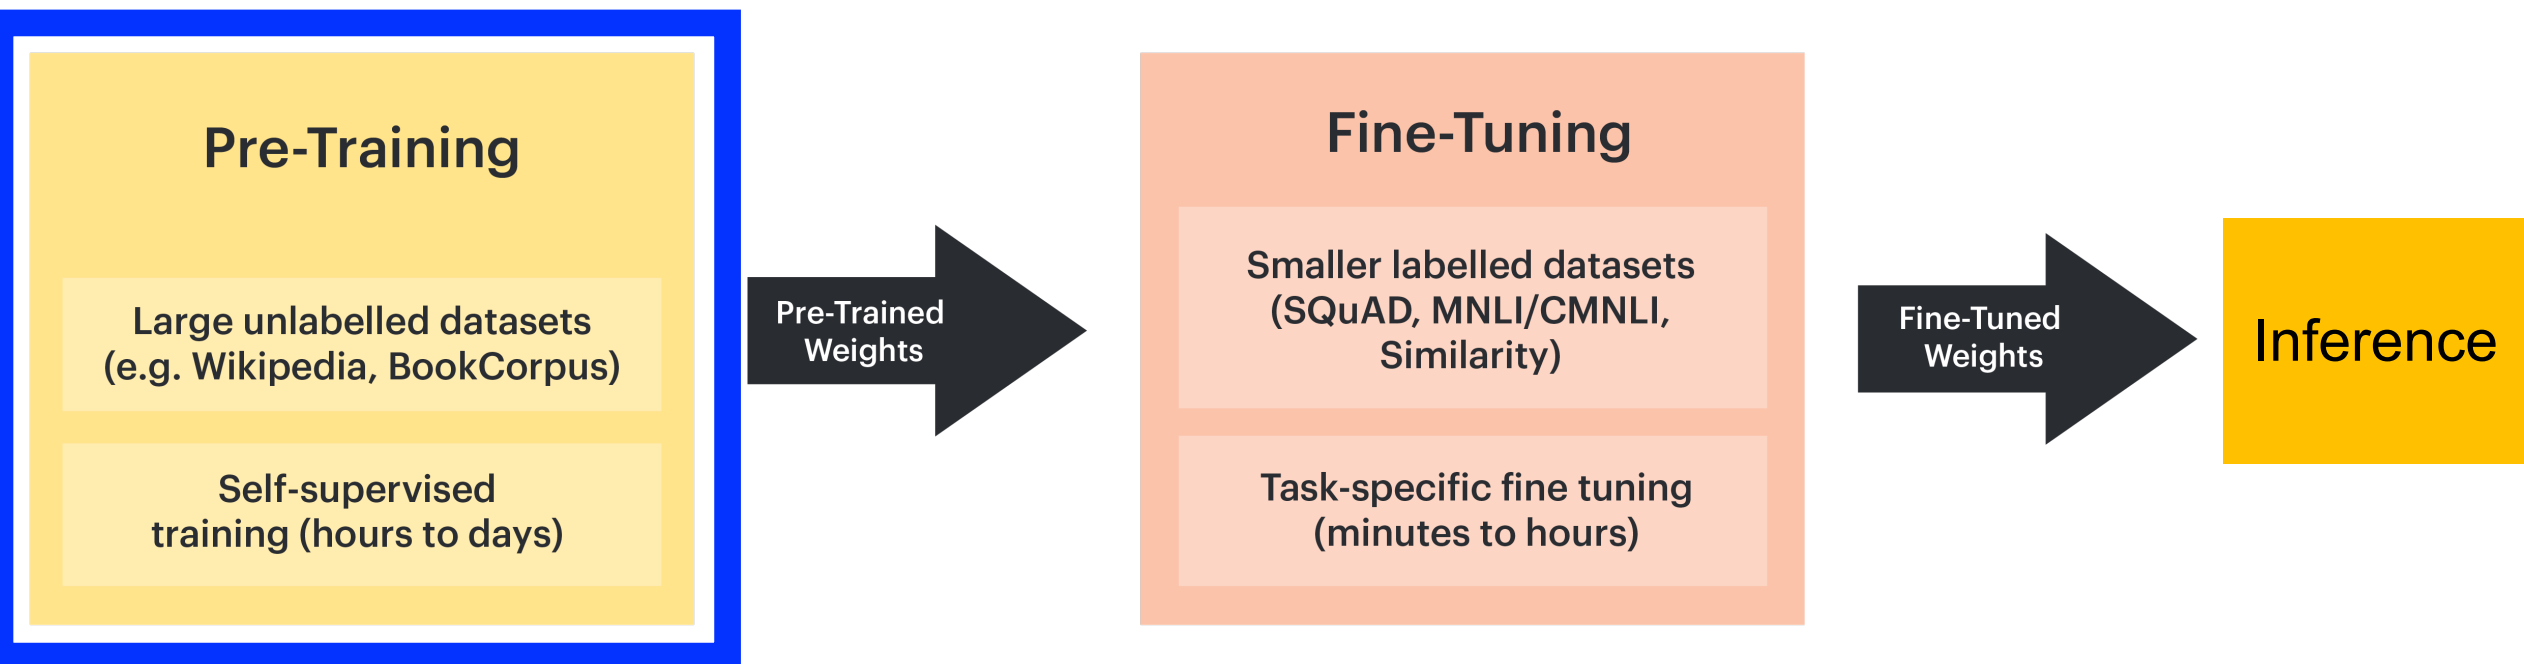 Pre-Training
Large unlabelled datasets
(e.g. Wikipedia, BookCorpus)
Self-supervised
training (hours to days)
Pre-Trained
Weights
Fine-Tuning
Smaller labelled datasets
(SQuAD, MNLI/CMNLI,
Similarity)
Task-specific fine tuning
(minutes to hours)
Fine-Tuned
Weights
Inference